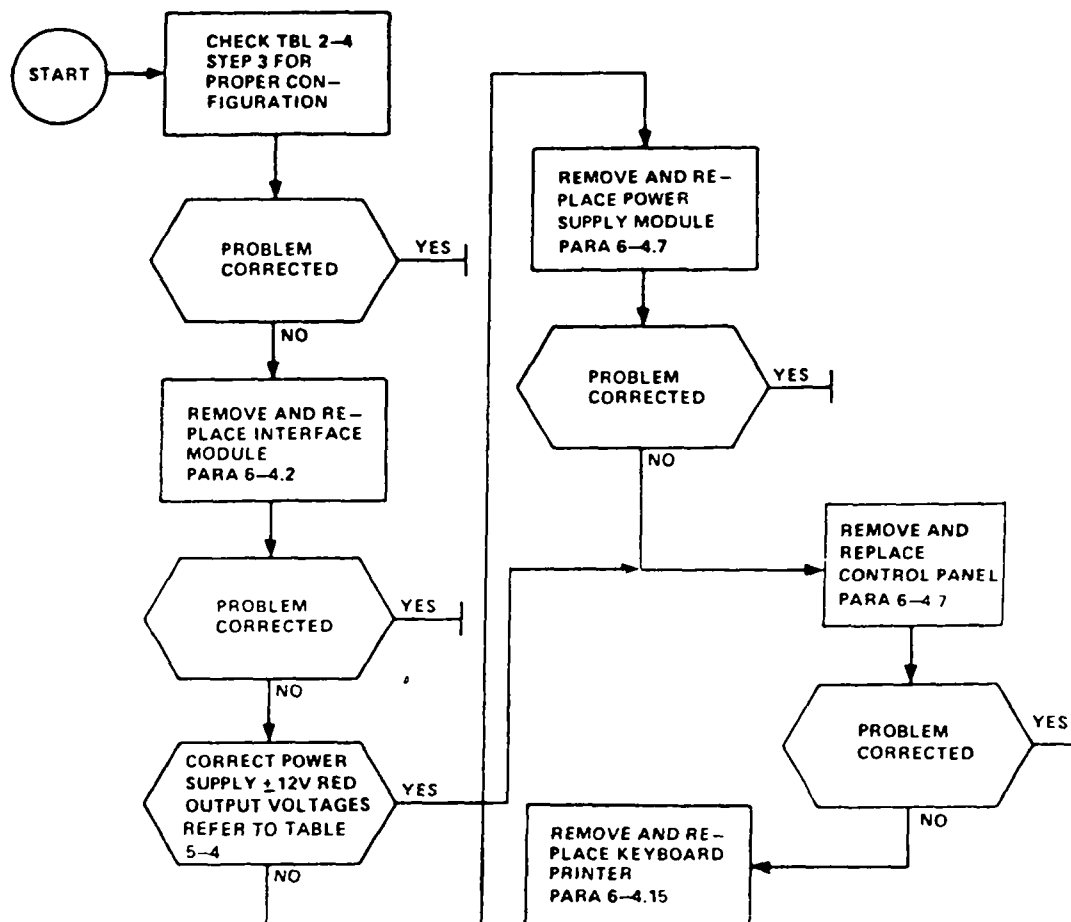 START
CHECK TBL 2–4
STEP 3 FOR
PROPER CON–
FIGURATION
PROBLEM
CORRECTED
YES
NO
REMOVE AND RE–
PLACE INTERFACE
MODULE
PARA 6–4.2
PROBLEM
CORRECTED
YES
NO
CORRECT POWER
SUPPLY ±12V RED
OUTPUT VOLTAGES
REFER TO TABLE
5–4
YES
NO
REMOVE AND RE–
PLACE POWER
SUPPLY MODULE
PARA 6–4.7
PROBLEM
CORRECTED
YES
NO
REMOVE AND
REPLACE
CONTROL PANEL
PARA 6–4 7
PROBLEM
CORRECTED
YES
NO
REMOVE AND RE–
PLACE KEYBOARD
PRINTER
PARA 6–4.15